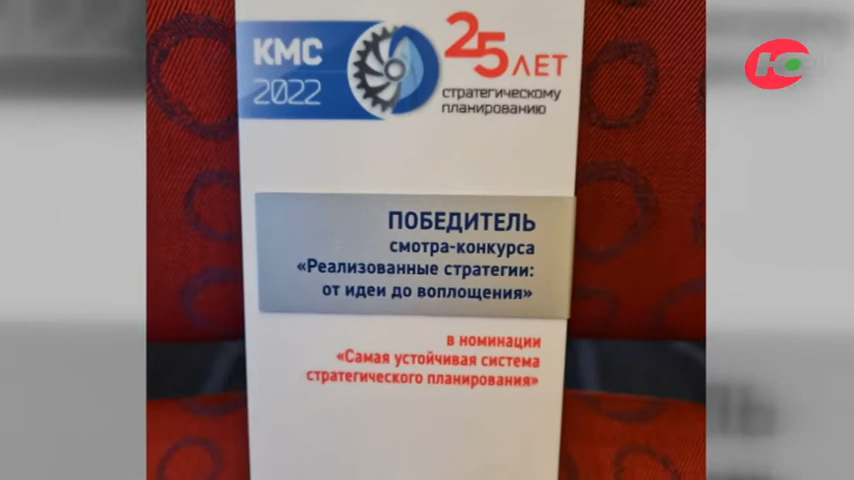 КМС
2022
25 ЛЕТ
стратегическому
планированию
ПОБЕДИТЕЛЬ
смотра-конкурса
«Реализованные стратегии:
от идеи до воплощения»
в номинации
«Самая устойчивая система
стратегического планирования»
Ю